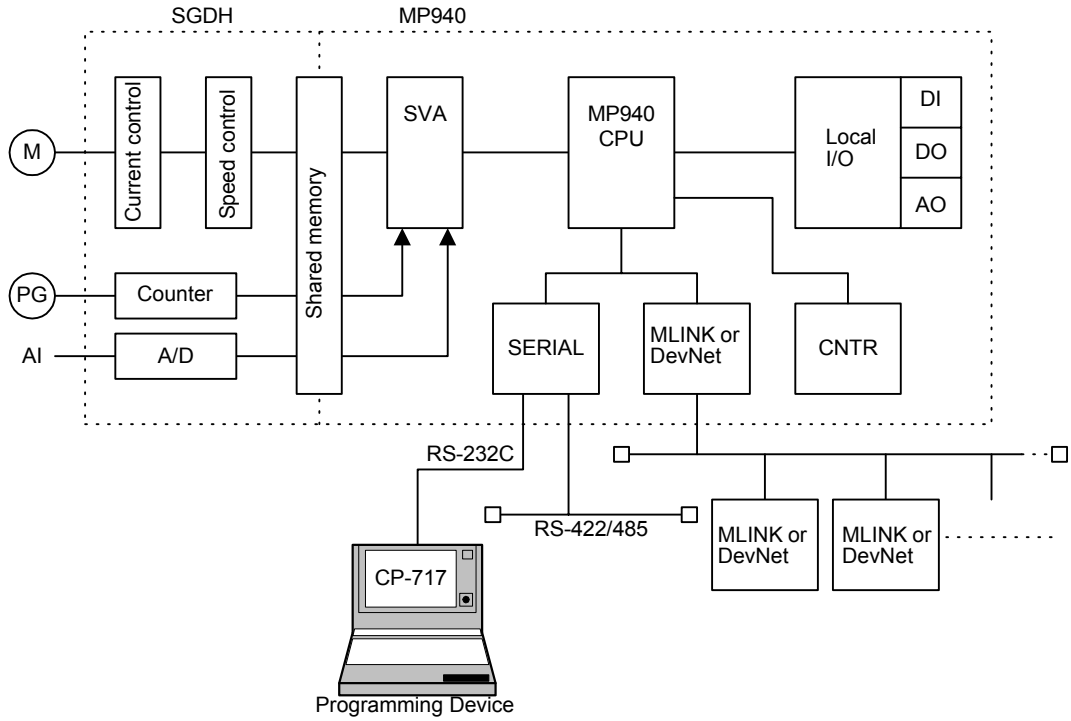 SGDH
MP940
Current control
Speed control
Shared memory
SVA
MP940
CPU
Local
I/O
DI
DO
AO
M
PG
Counter
AI
A/D
SERIAL
MLINK or
DevNet
CNTR
RS-232C
RS-422/485
MLINK or
DevNet
MLINK or
DevNet
CP-717
Programming Device